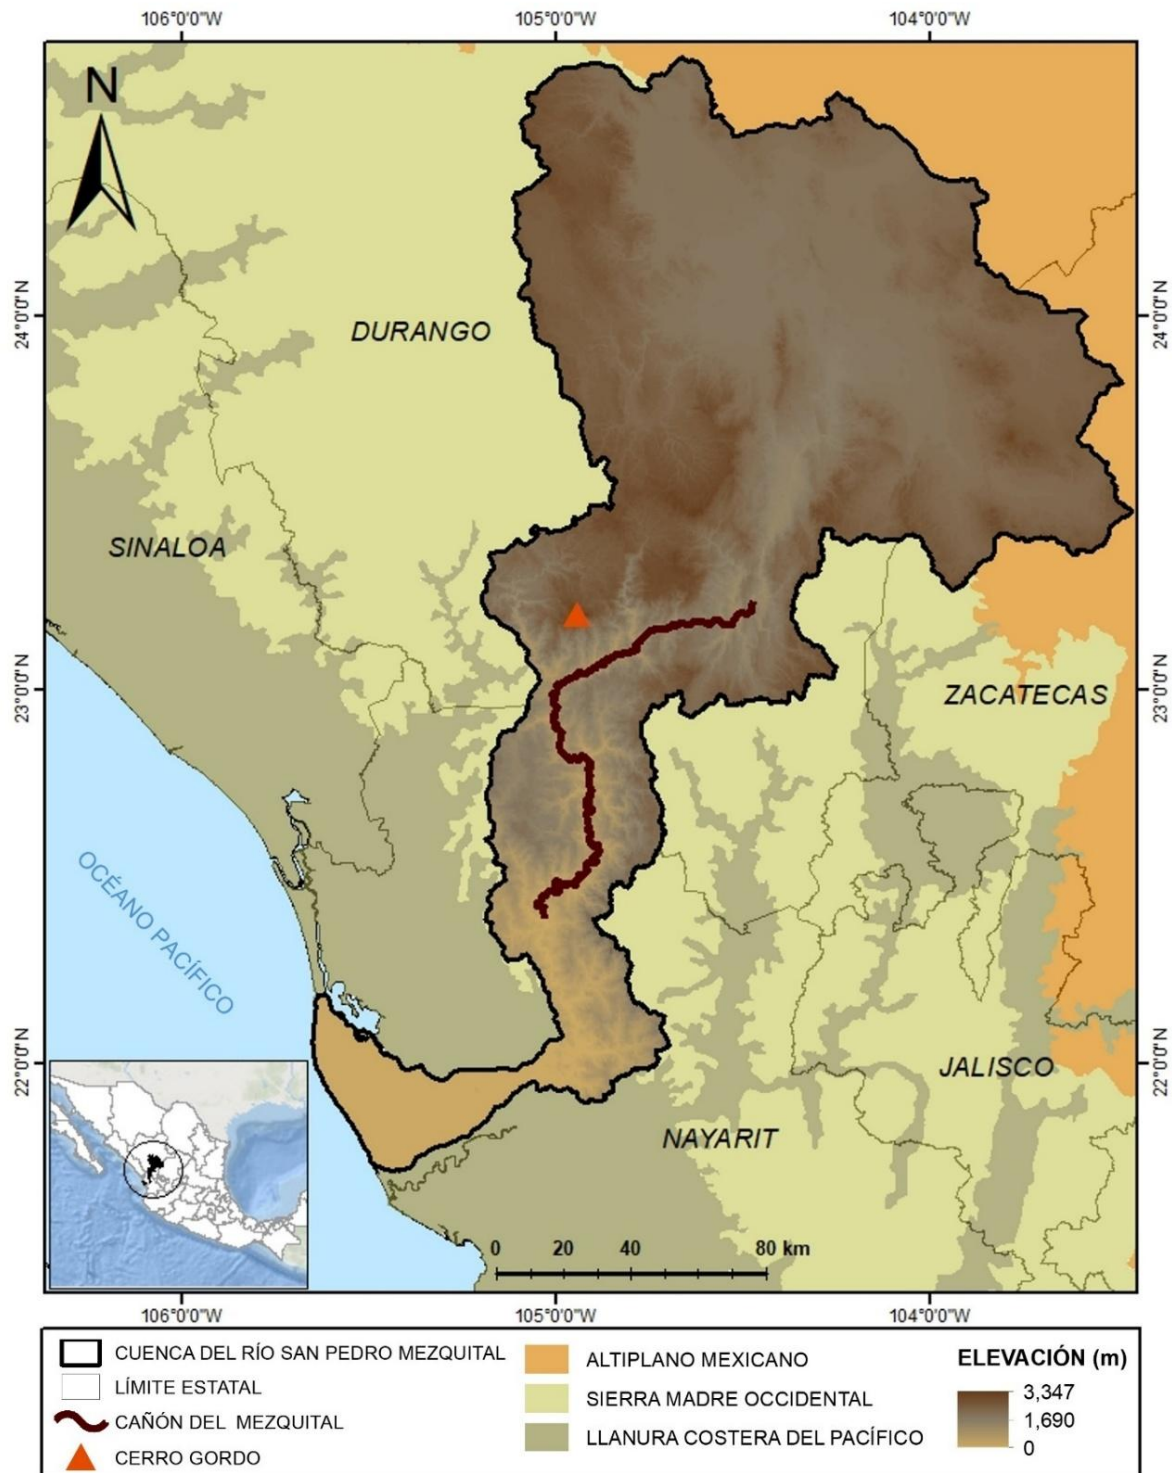 106°0'0"W 105°0'0"W 104°0'0"W
N
24°0'0"N
24°0'0"N
DURANGO
SINALOA
ZACATECAS
23°0'0"N
23°0'0"N
OCÉANO PACÍFICO
22°0'0"N
22°0'0"N
JALISCO
NAYARIT
0 20 40 80 km
106°0'0"W 105°0'0"W 104°0'0"W
CUENCA DEL RÍO SAN PEDRO MEZQUITAL
LÍMITE ESTATAL
CAÑÓN DEL MEZQUITAL
CERRO GORDO
ALTIPLANO MEXICANO
SIERRA MADRE OCCIDENTAL
LLANURA COSTERA DEL PACÍFICO
ELEVACIÓN (m)
3,347
1,690
0